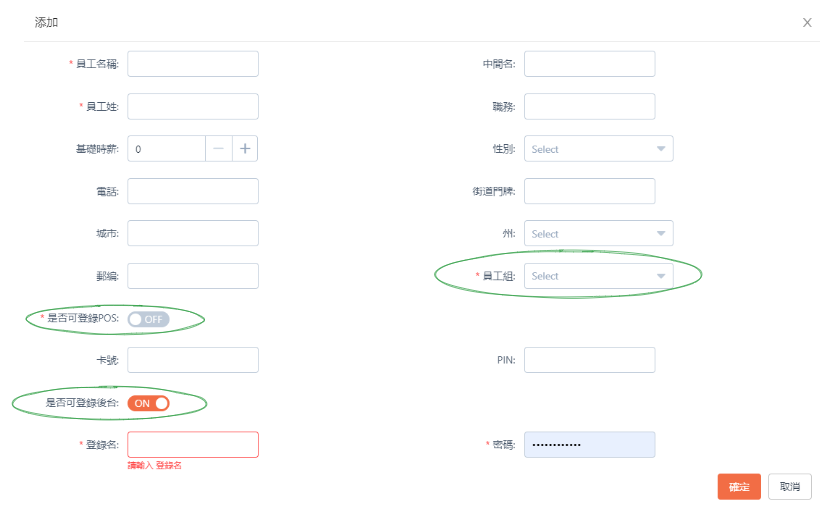 添加
* 員工名稱:
中間名:
* 員工姓:
職務:
基礎時薪: 0
性別: Select
電話:
街道門牌:
城市:
州: Select
郵編:
* 員工組: Select
* 是否可登錄POS: OFF
卡號:
PIN:
是否可登錄後台: ON
* 登錄名:
* 密碼: ••••••••••••
請輸入 登錄名
確定
取消